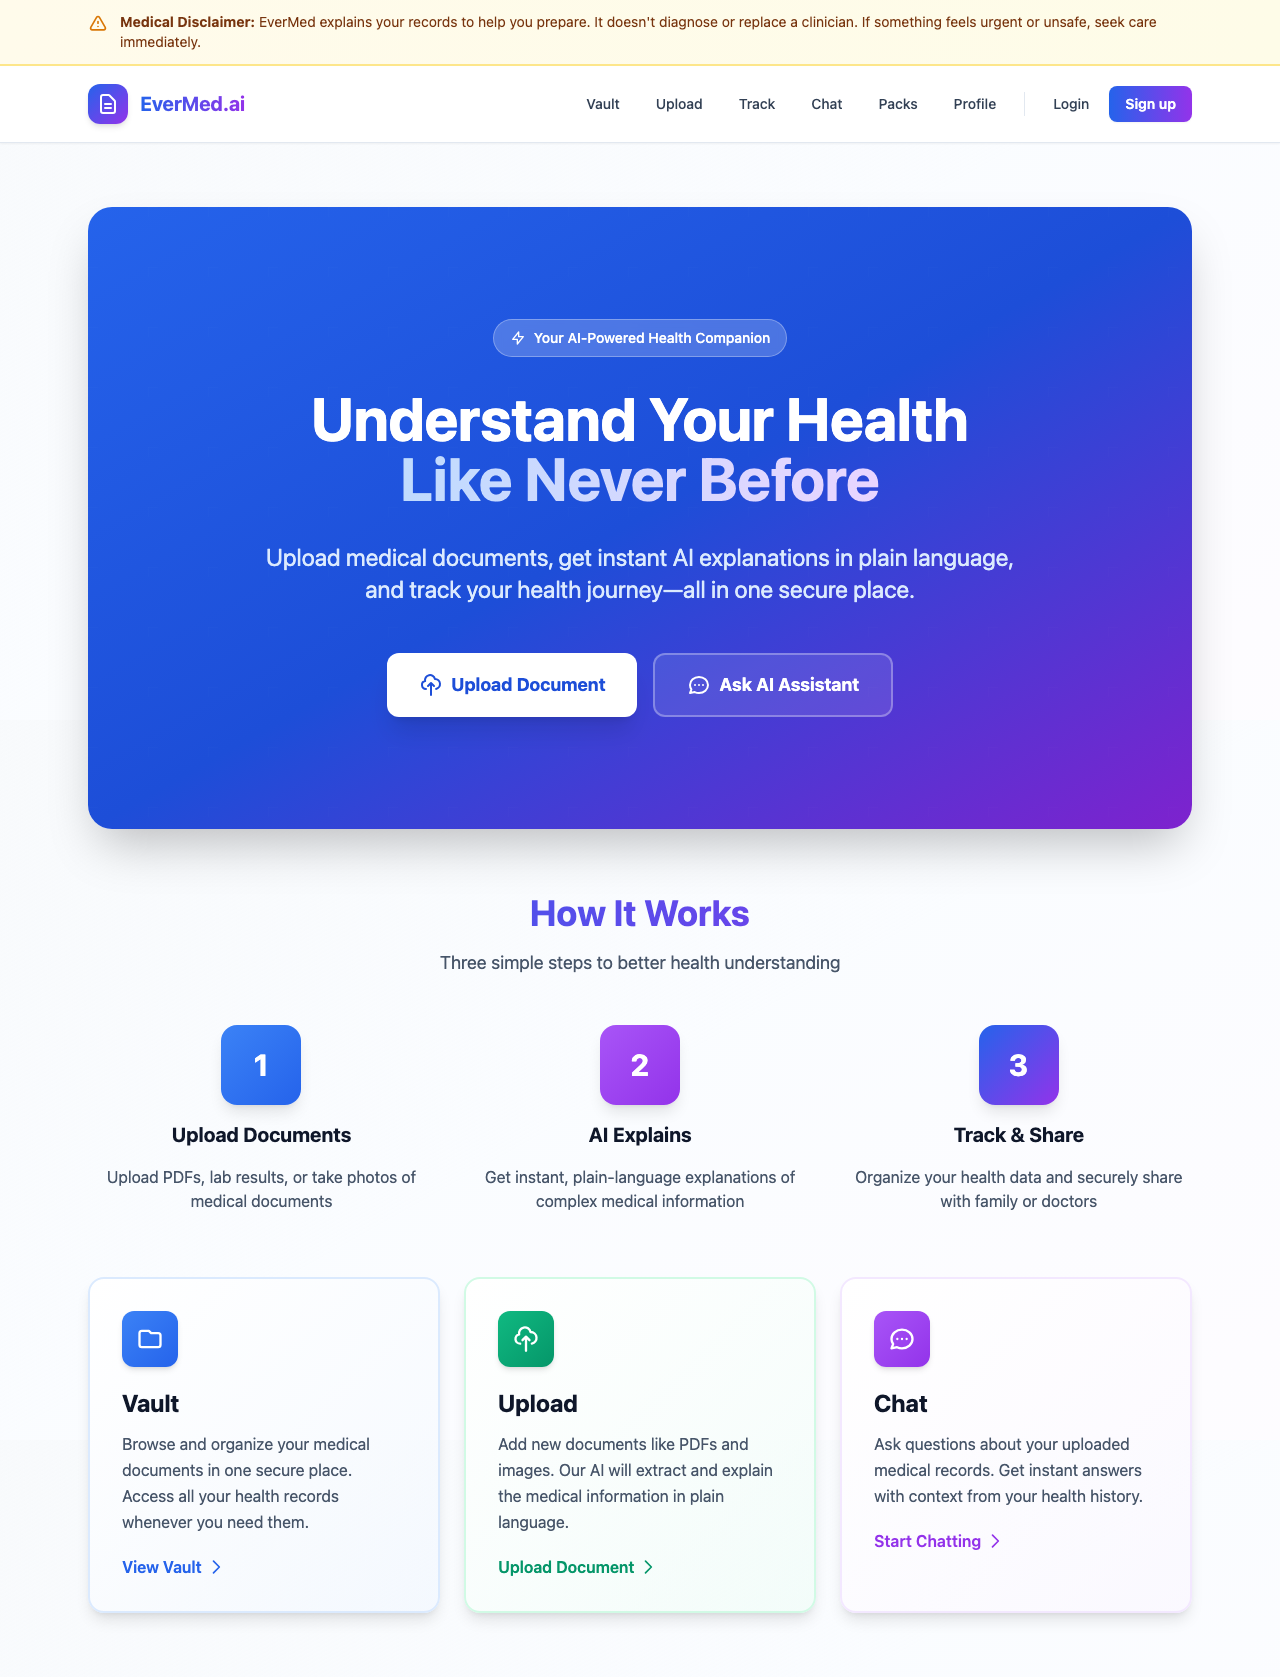 Medical Disclaimer: EverMed explains your records to help you prepare. It doesn't diagnose or replace a clinician. If something feels urgent or unsafe, seek care
immediately.
EverMed.ai
Vault
Upload
Track
Chat
Packs
Profile
Login
Sign up
Your AI-Powered Health Companion
Understand Your Health
Like Never Before
Upload medical documents, get instant AI explanations in plain language,
and track your health journey—all in one secure place.
Upload Document
Ask AI Assistant
How It Works
Three simple steps to better health understanding
1
Upload Documents
Upload PDFs, lab results, or take photos of
medical documents
2
AI Explains
Get instant, plain-language explanations of
complex medical information
3
Track & Share
Organize your health data and securely share
with family or doctors
Vault
Browse and organize your medical
documents in one secure place.
Access all your health records
whenever you need them.
View Vault
Upload
Add new documents like PDFs and
images. Our AI will extract and explain
the medical information in plain
language.
Upload Document
Chat
Ask questions about your uploaded
medical records. Get instant answers
with context from your health history.
Start Chatting